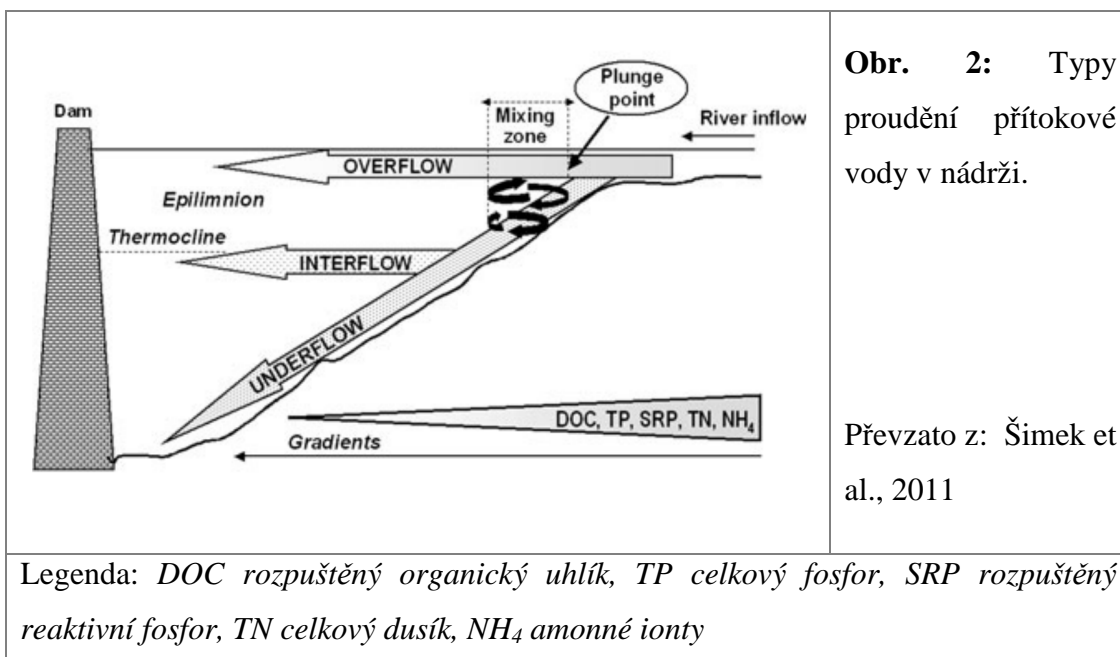 Plunge
point
Dam
Mixing
zone
River inflow
OVERFLOW
Epilimnion
Thermocline
INTERFLOW
UNDERFLOW
DOC, TP, SRP, TN, NH₄
Gradients
Obr. 2: Typy
proudění přítokové
vody v nádrži.
Převzato z: Šimek et
al., 2011
Legenda: DOC rozpuštěný organický uhlík, TP celkový fosfor, SRP rozpuštěný
reaktivní fosfor, TN celkový dusík, NH₄ amonné ionty